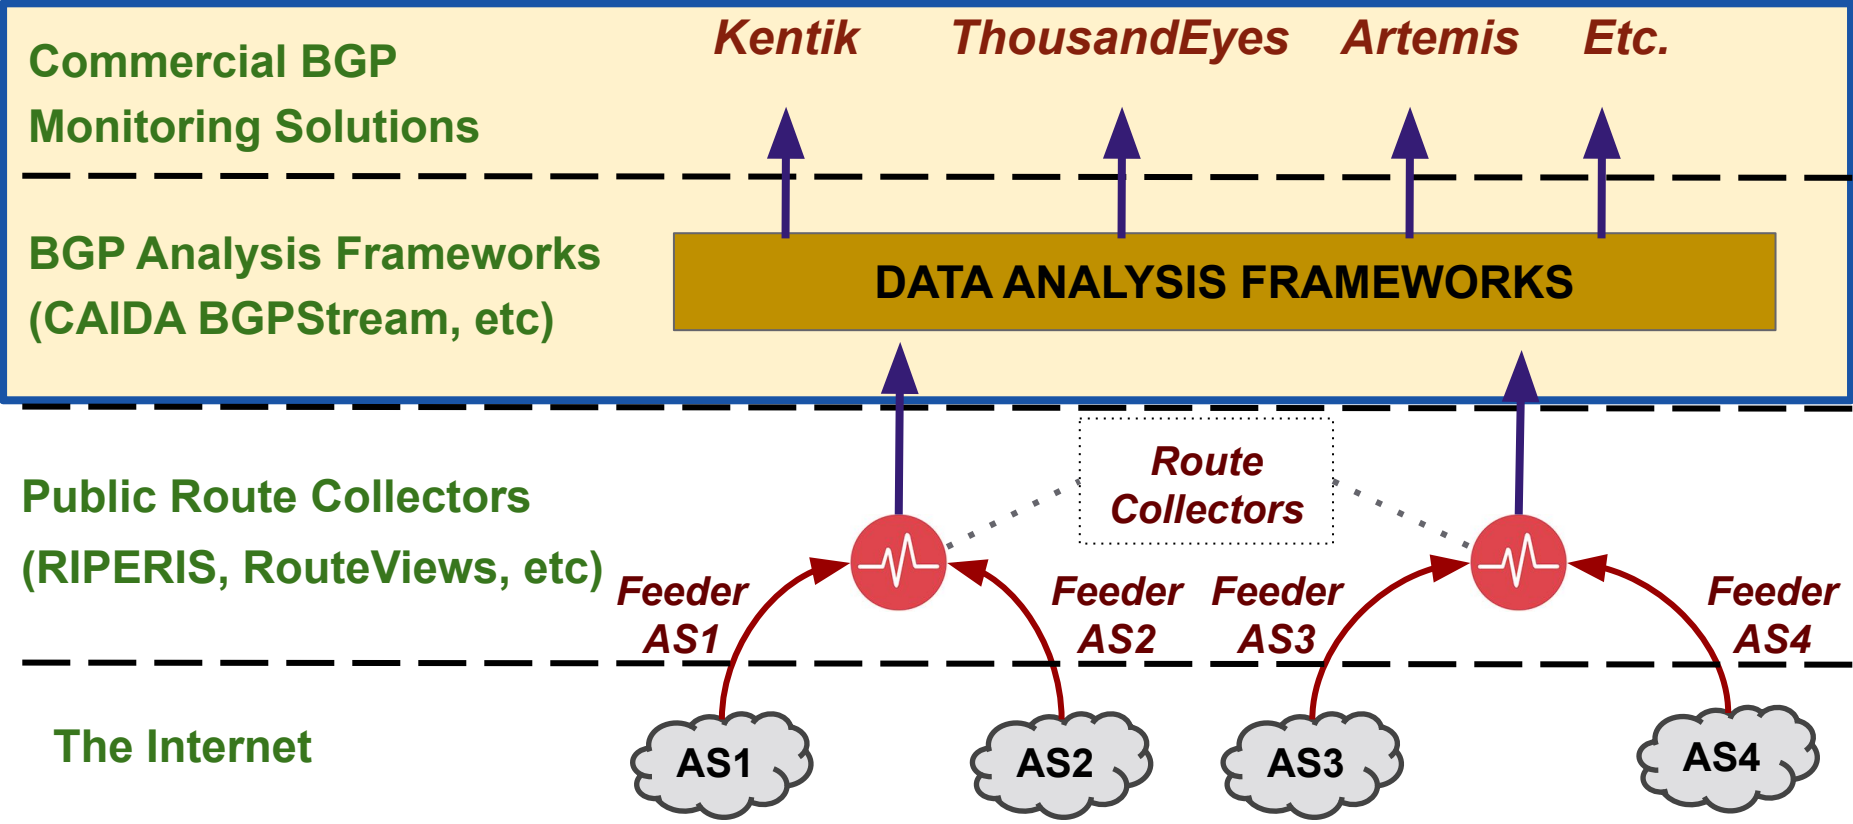 Commercial BGP
Monitoring Solutions
Kentik
ThousandEyes
Artemis
Etc.
BGP Analysis Frameworks
(CAIDA BGPStream, etc)
DATA ANALYSIS FRAMEWORKS
Public Route Collectors
(RIPERIS, RouteViews, etc)
Route
Collectors
Feeder
AS1
Feeder
AS2
Feeder
AS3
Feeder
AS4
The Internet
AS1
AS2
AS3
AS4